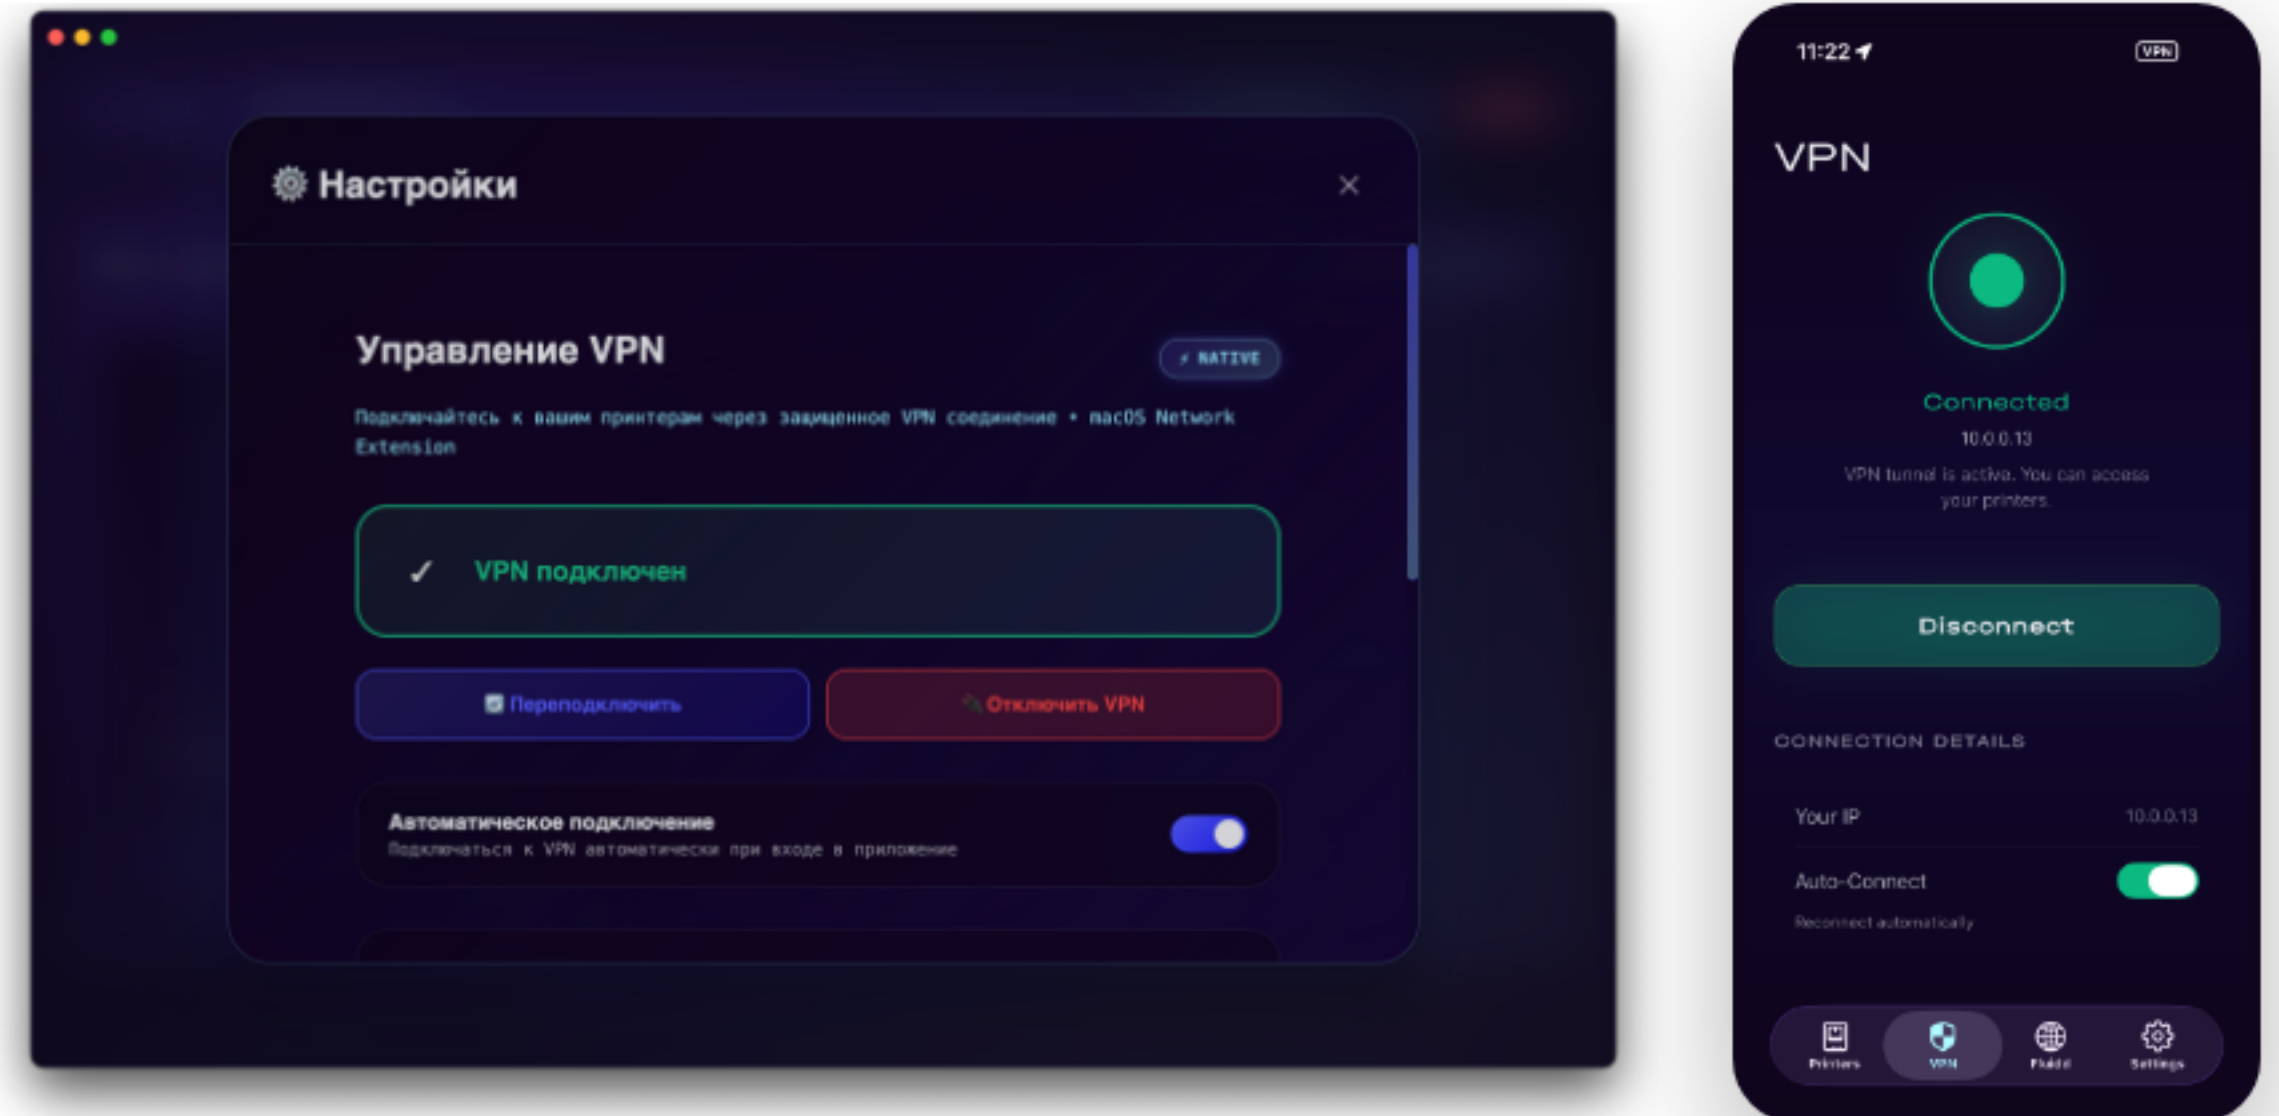 Настройки
Управление VPN
NATIVE
Подключайтесь к вашим принтерам через защищенное VPN соединение • macOS Network
Extension
✓ VPN подключен
Переподключить
Отключить VPN
Автоматическое подключение
Подключаться к VPN автоматически при входе в приложение
11:22
VPN
VPN
Connected
10.0.0.13
VPN tunnel is active. You can access
your printers.
Disconnect
CONNECTION DETAILS
Your IP 10.0.0.13
Auto-Connect
Reconnect automatically
Printers VPN Fluidd Settings